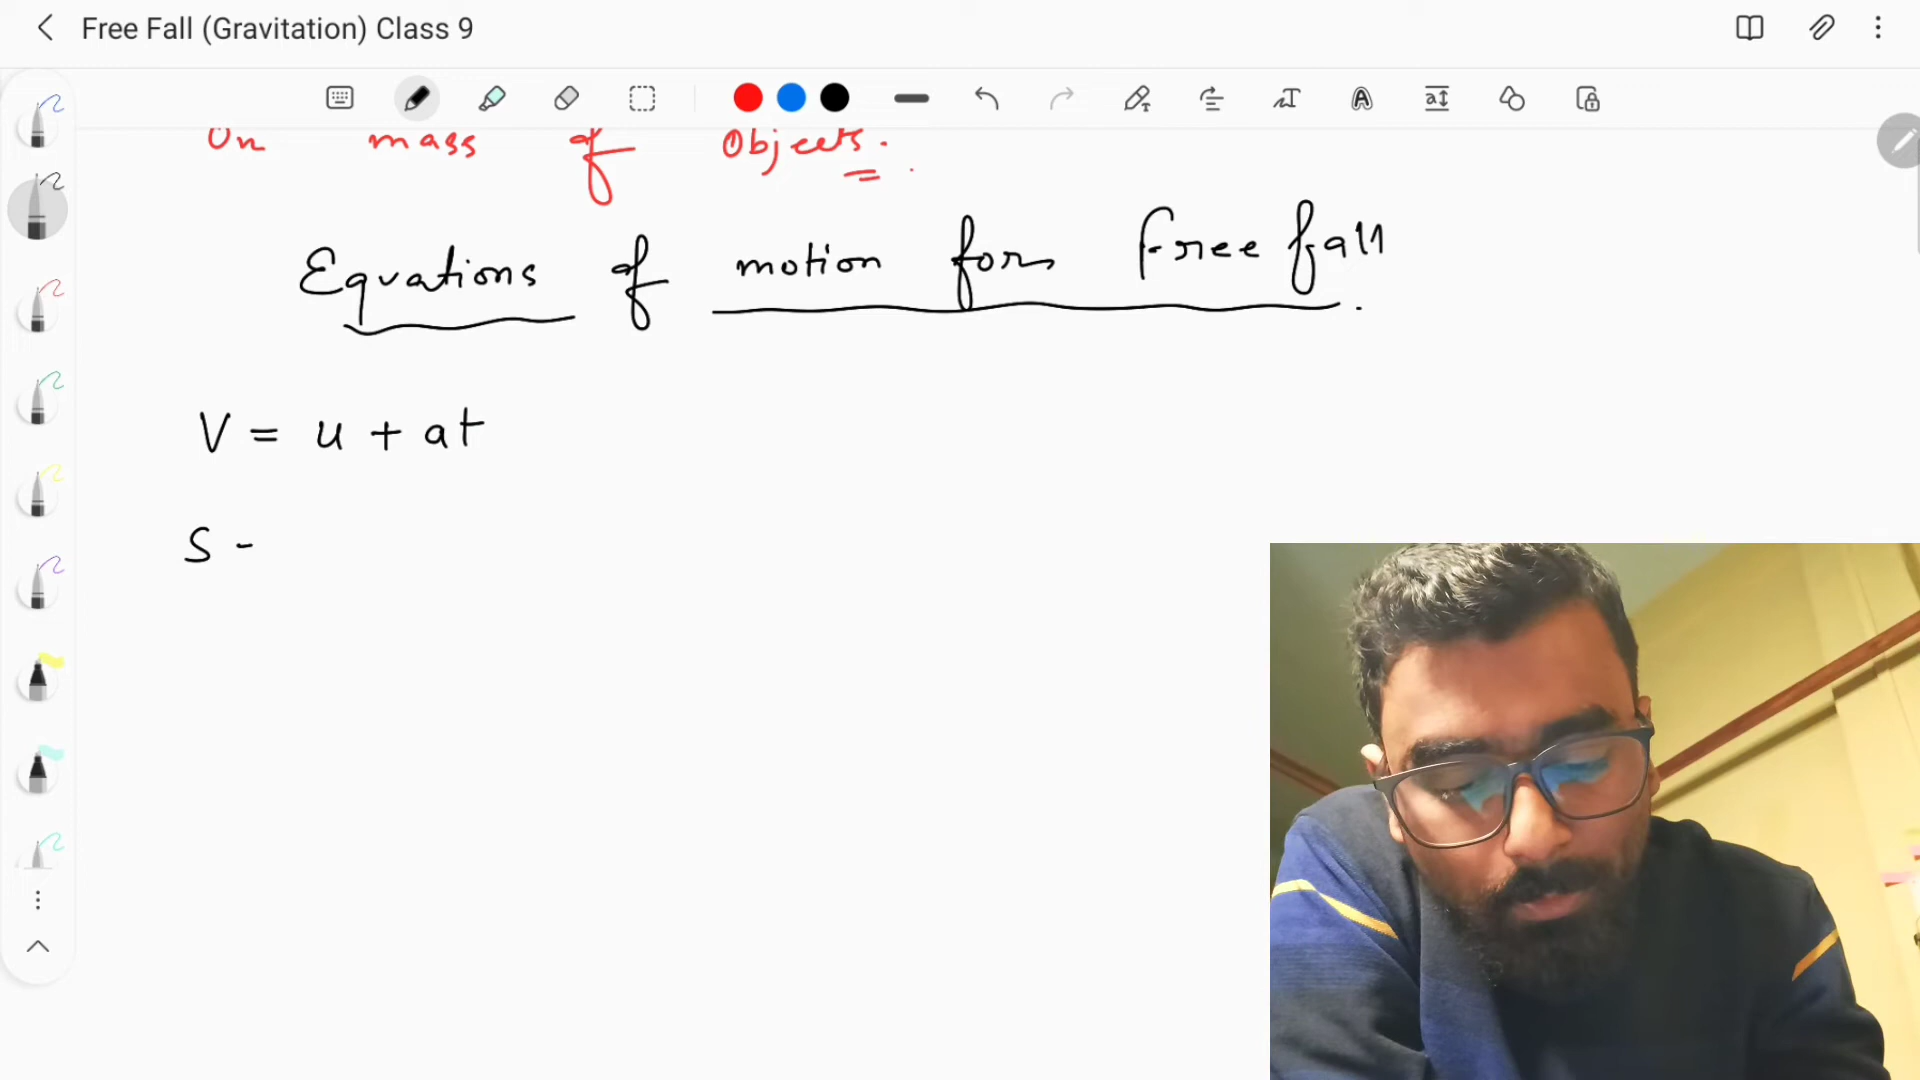 Free Fall (Gravitation) Class 9
On mass of Objects.
Equations of motion for Free fall.
V = u + at
S -